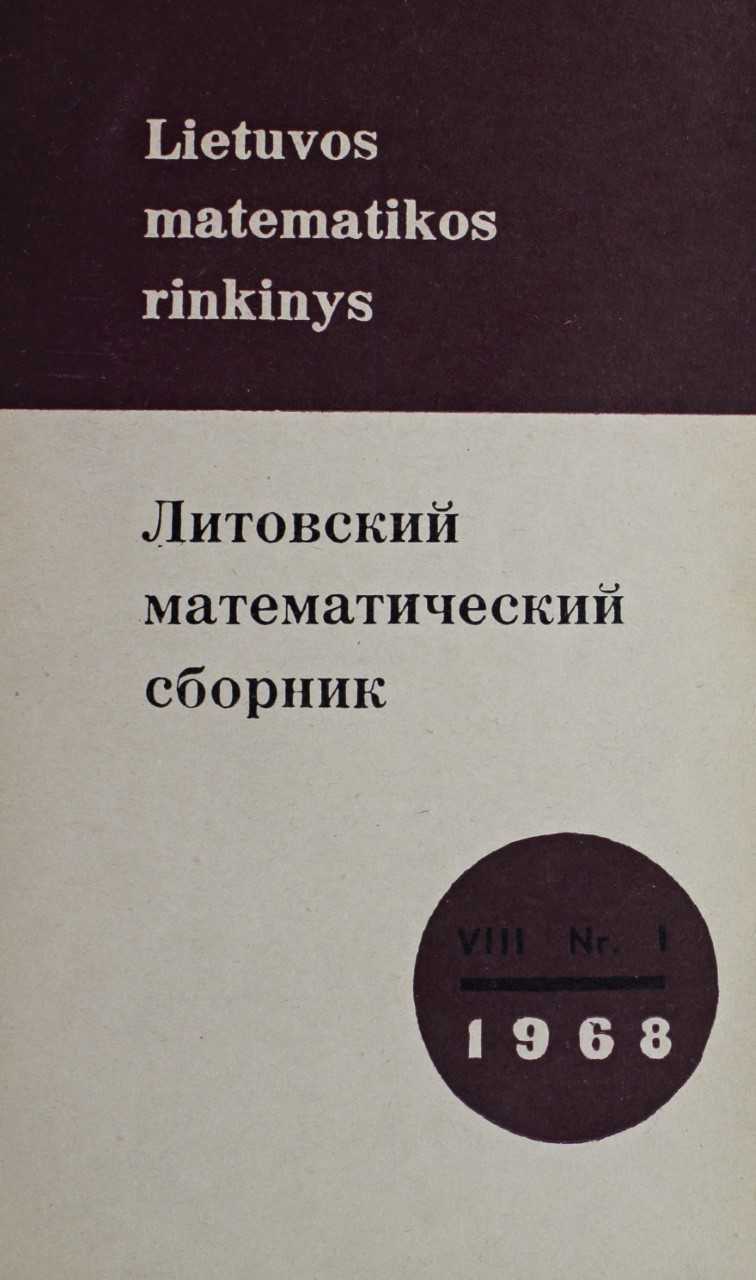 Lietuvos
matematikos
rinkinys
Литовский
математический
сборник
VIII Nr. 1
1968